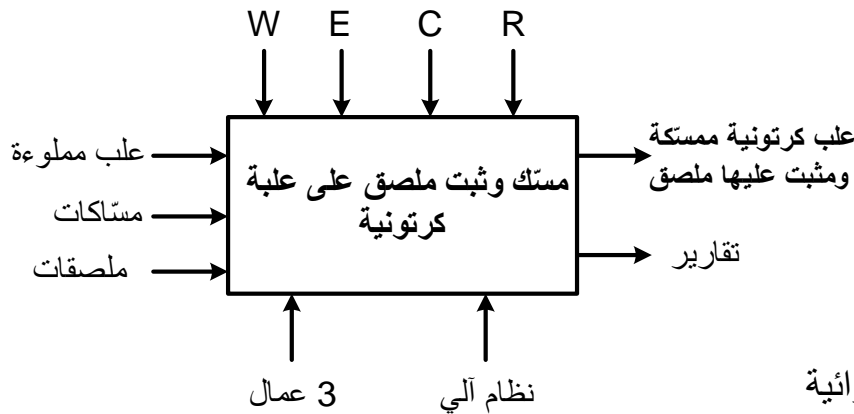 W E C R
علب مملوءة
مسّاكات
ملصقات
مسّك وثبت ملصق على علبة
كرتونية
علب كرتونية ممسّكة
ومثبت عليها ملصق
تقارير
3 عمال
نظام آلي